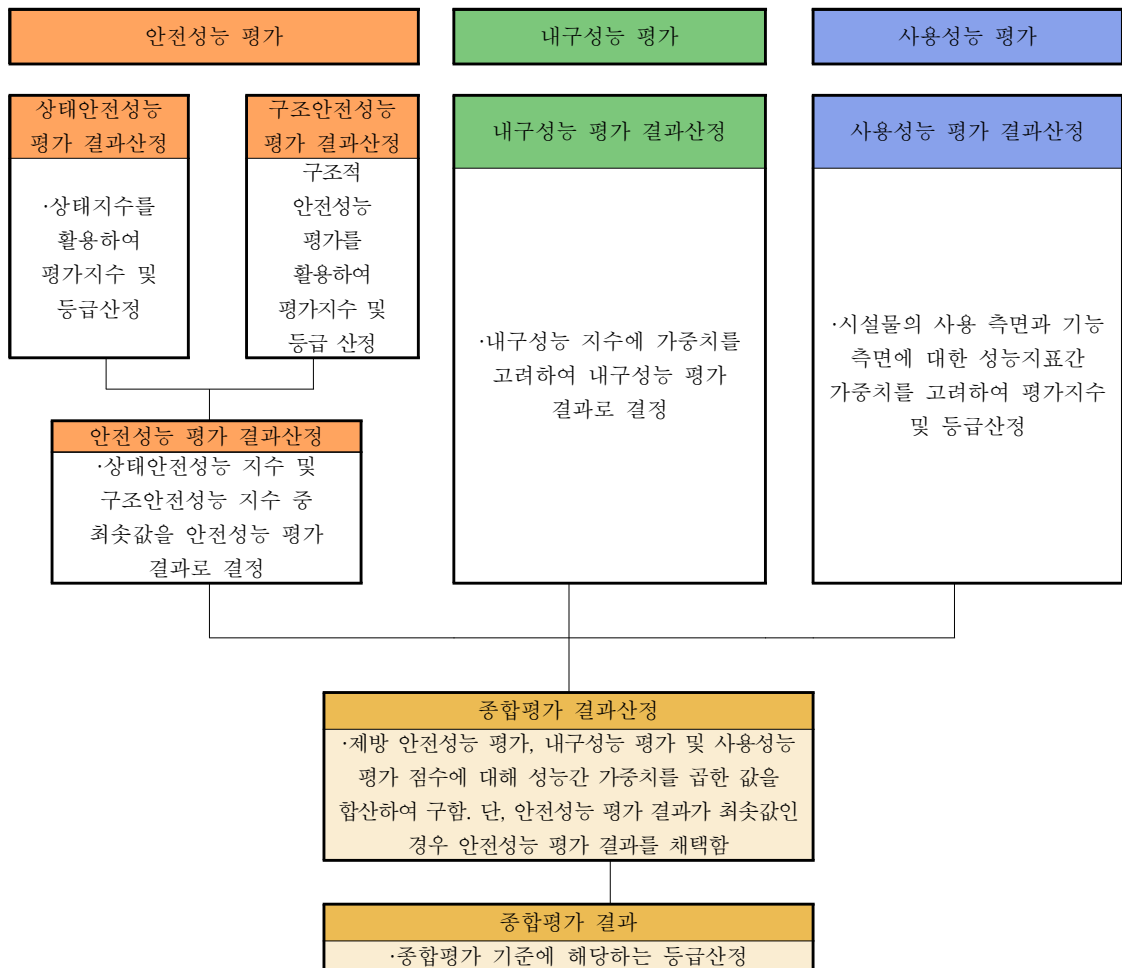 안전성능 평가
내구성능 평가
사용성능 평가
상태안전성능
평가 결과산정
·상태지수를
활용하여
평가지수 및
등급산정
구조안전성능
평가 결과산정
구조적
안전성능
평가를
활용하여
평가지수 및
등급 산정
안전성능 평가 결과산정
·상태안전성능 지수 및
구조안전성능 지수 중
최솟값을 안전성능 평가
결과로 결정
내구성능 평가 결과산정
·내구성능 지수에 가중치를
고려하여 내구성능 평가
결과로 결정
사용성능 평가 결과산정
·시설물의 사용 측면과 기능
측면에 대한 성능지표간
가중치를 고려하여 평가지수
및 등급산정
종합평가 결과산정
·제방 안전성능 평가, 내구성능 평가 및 사용성능
평가 점수에 대해 성능간 가중치를 곱한 값을
합산하여 구함. 단, 안전성능 평가 결과가 최솟값인
경우 안전성능 평가 결과를 채택함
종합평가 결과
·종합평가 기준에 해당하는 등급산정